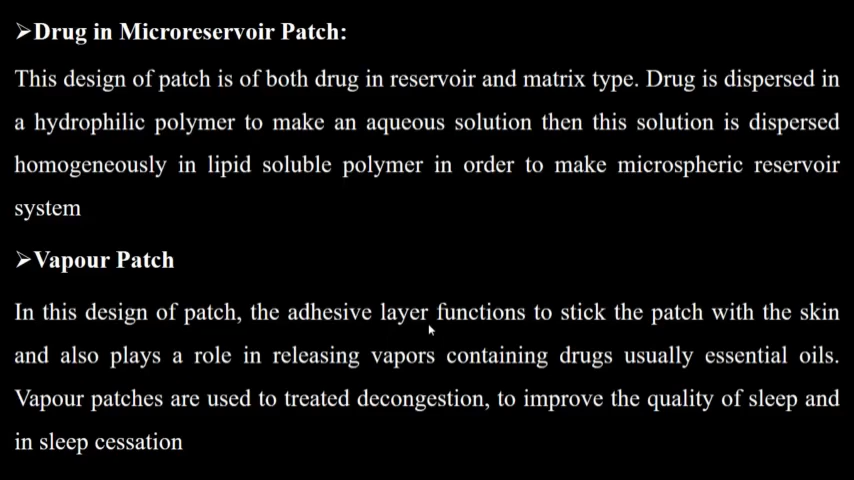 ➢Drug in Microreservoir Patch:
This design of patch is of both drug in reservoir and matrix type. Drug is dispersed in
a hydrophilic polymer to make an aqueous solution then this solution is dispersed
homogeneously in lipid soluble polymer in order to make microspheric reservoir
system
➢Vapour Patch
In this design of patch, the adhesive layer functions to stick the patch with the skin
and also plays a role in releasing vapors containing drugs usually essential oils.
Vapour patches are used to treated decongestion, to improve the quality of sleep and
in sleep cessation